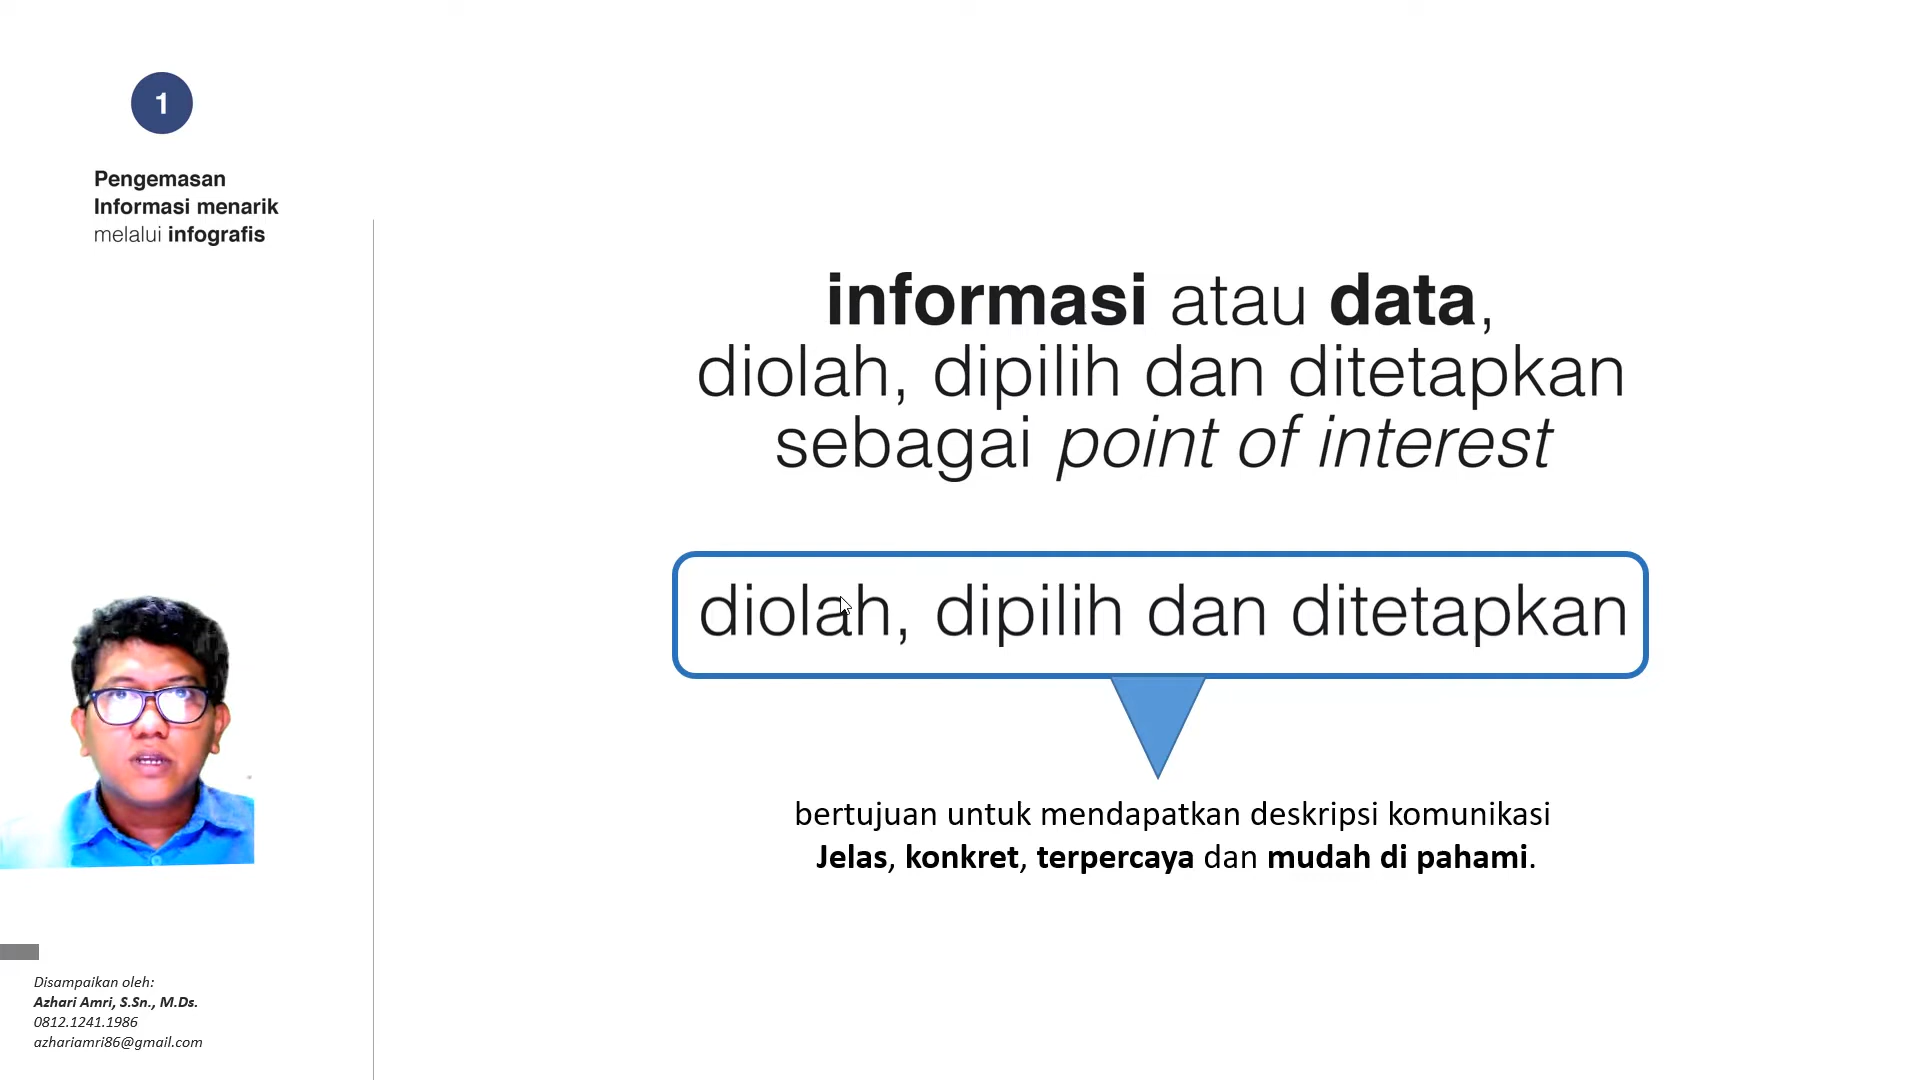 1
Pengemasan
Informasi menarik
melalui infografis
informasi atau data,
diolah, dipilih dan ditetapkan
sebagai point of interest
diolah, dipilih dan ditetapkan
bertujuan untuk mendapatkan deskripsi komunikasi
Jelas, konkret, terpercaya dan mudah di pahami.
Disampaikan oleh:
Azhari Amri, S.Sn., M.Ds.
0812.1241.1986
azhariamri86@gmail.com